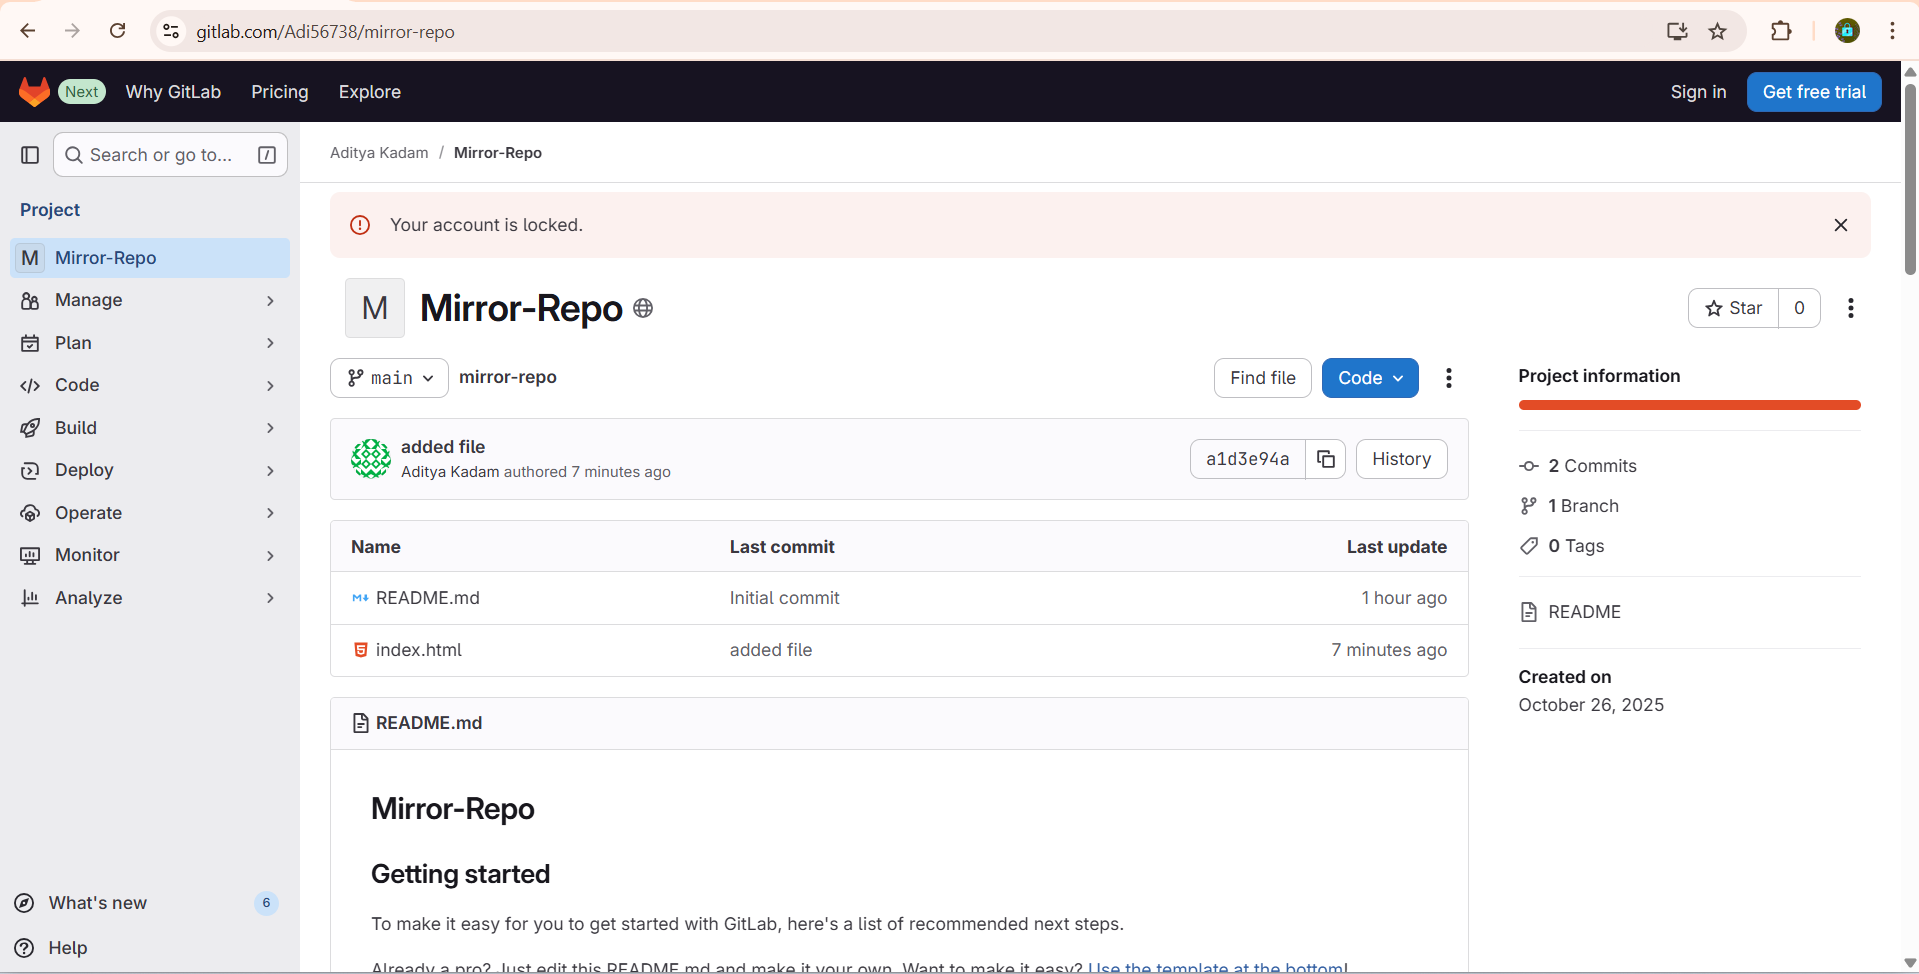 gitlab.com/Adi56738/mirror-repo
Next
Why GitLab
Pricing
Explore
Sign in
Get free trial
Search or go to...
/
Aditya Kadam / Mirror-Repo
Project
Your account is locked.
M Mirror-Repo
Manage
Plan
Code
Build
Deploy
Operate
Monitor
Analyze
What's new 6
Help
M
Mirror-Repo
Star 0
main
mirror-repo
Find file
Code
added file
Aditya Kadam authored 7 minutes ago
a1d3e94a
History
Name Last commit Last update
README.md Initial commit 1 hour ago
index.html added file 7 minutes ago
README.md
Mirror-Repo
Getting started
To make it easy for you to get started with GitLab, here's a list of recommended next steps.
Already a pro? Just edit this README.md and make it your own. Want to make it easy? Use the template at the bottom!
Project information
2 Commits
1 Branch
0 Tags
README
Created on
October 26, 2025